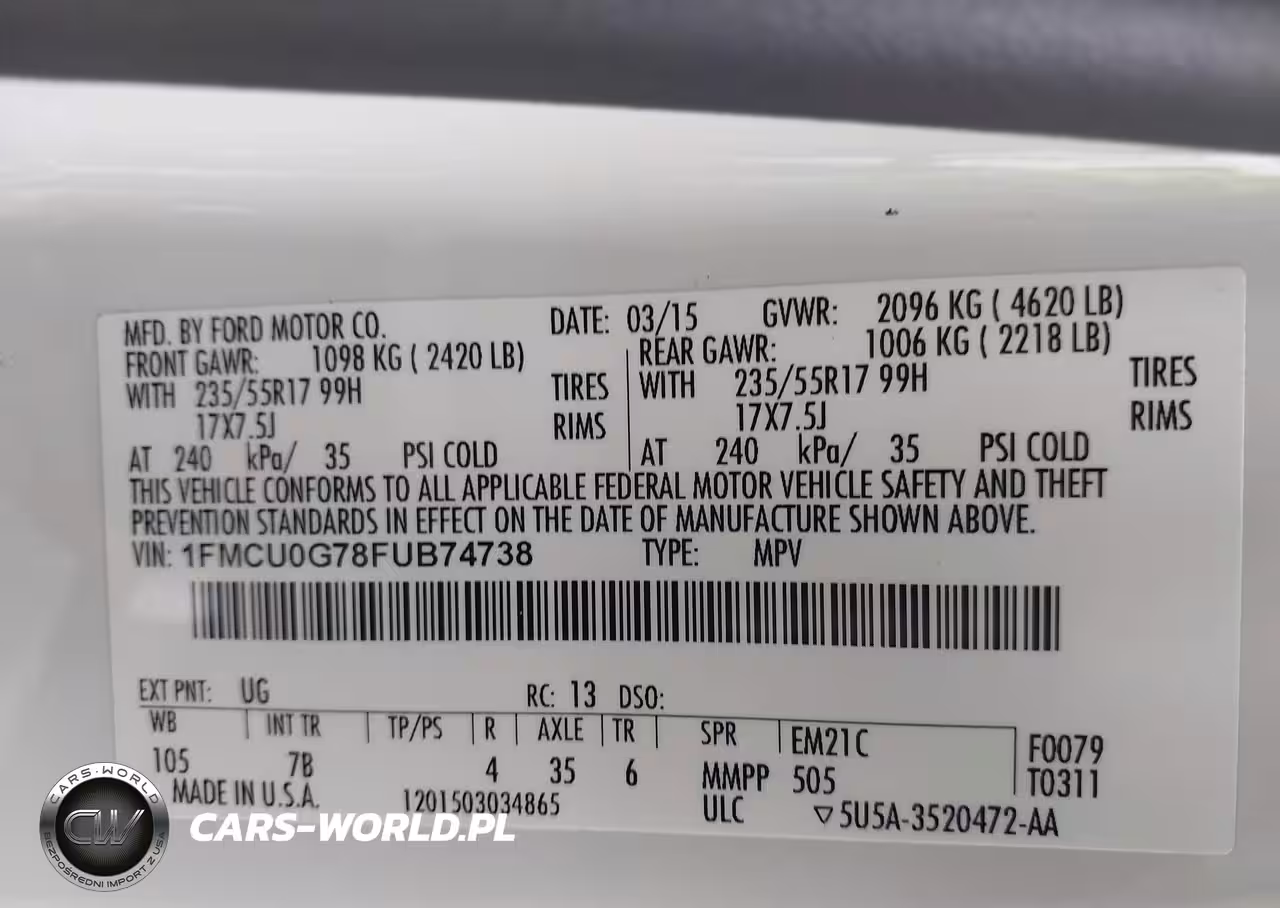 MFD. BY FORD MOTOR CO. DATE: 03/15 GVWR: 2096 KG ( 4620 LB)
FRONT GAWR: 1098 KG ( 2420 LB) REAR GAWR: 1006 KG ( 2218 LB)
WITH 235/55R17 99H TIRES WITH 235/55R17 99H TIRES
17X7.5J RIMS 17X7.5J RIMS
AT 240 kPa/ 35 PSI COLD AT 240 kPa/ 35 PSI COLD
THIS VEHICLE CONFORMS TO ALL APPLICABLE FEDERAL MOTOR VEHICLE SAFETY AND THEFT
PREVENTION STANDARDS IN EFFECT ON THE DATE OF MANUFACTURE SHOWN ABOVE.
VIN: 1FMCU0G78FUB74738 TYPE: MPV
EXT PNT: UG RC: 13 DSO:
WB INT TR TP/PS R AXLE TR SPR EM21C F0079
105 7B 4 35 6 MMPP 505 T0311
MADE IN U.S.A. 1201503034865 ULC ▽5U5A-3520472-AA
CARS-WORLD
CW
BEZPOŚREDNI IMPORT Z USA
CARS-WORLD.PL